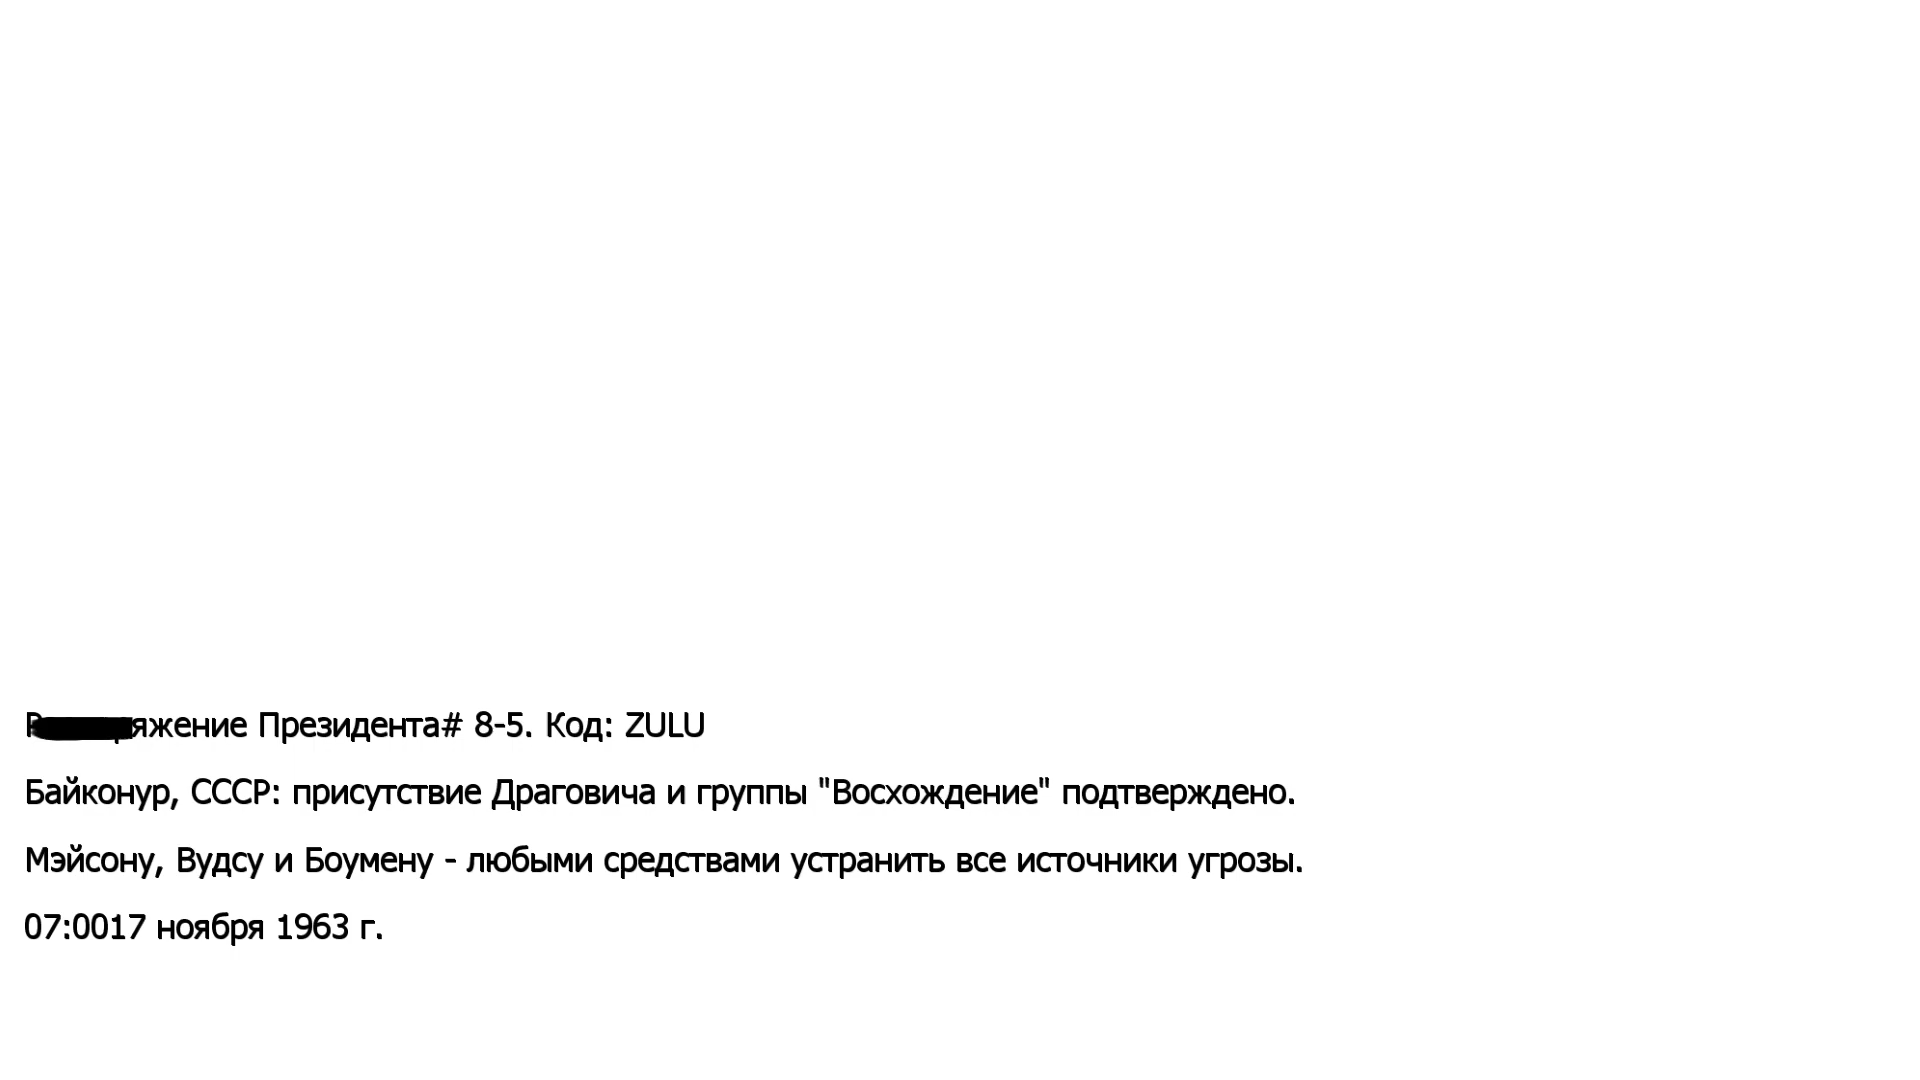 Президента# 8-5. Код: ZULU
Байконур, СССР: присутствие Драговича и группы "Восхождение" подтверждено.
Мэйсону, Вудсу и Боумену - любыми средствами устранить все источники угрозы.
07:0017 ноября 1963 г.